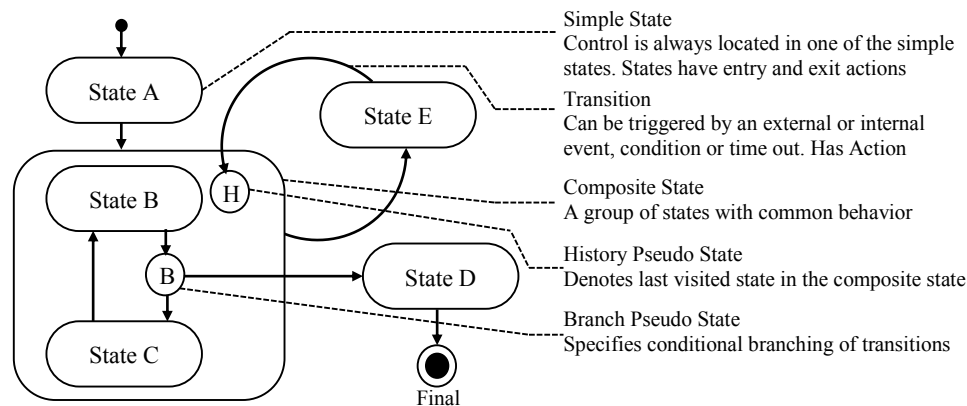 State A
State B
H
B
State C
State E
State D
Final
Simple State
Control is always located in one of the simple
states. States have entry and exit actions
Transition
Can be triggered by an external or internal
event, condition or time out. Has Action
Composite State
A group of states with common behavior
History Pseudo State
Denotes last visited state in the composite state
Branch Pseudo State
Specifies conditional branching of transitions